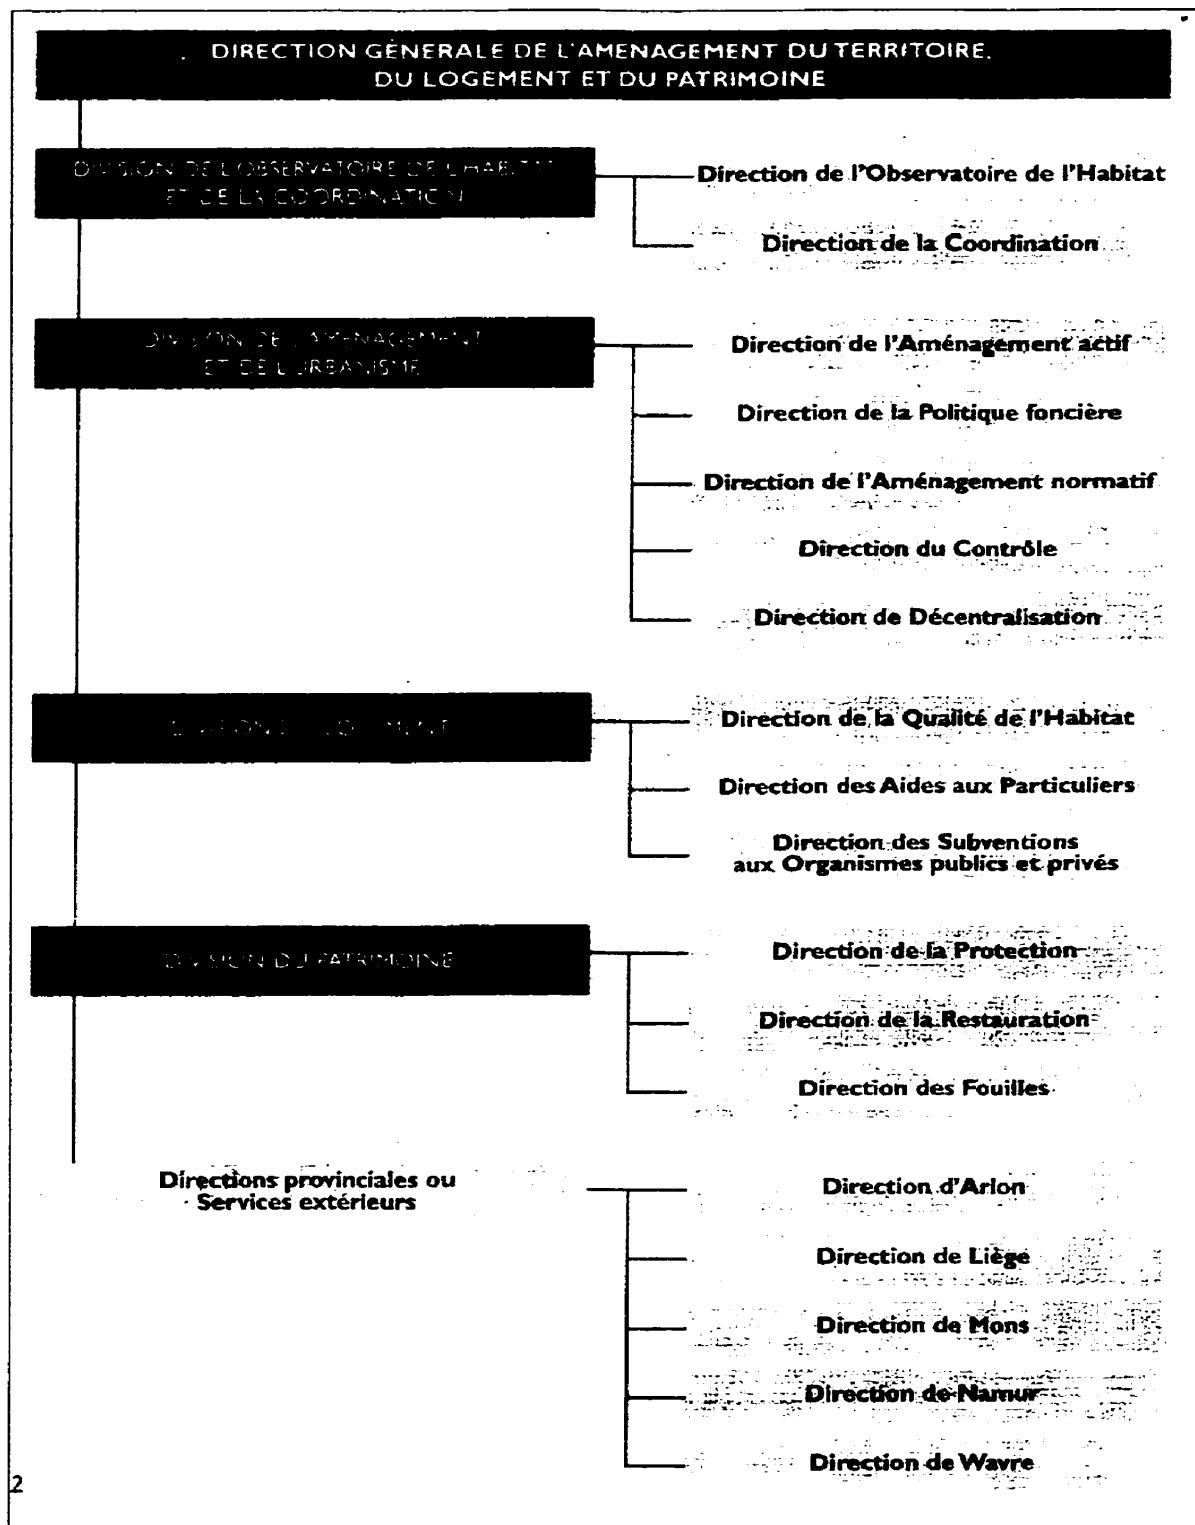 DIRECTION GÉNERALE DE L'AMENAGEMENT DU TERRITOIRE.
DU LOGEMENT ET DU PATRIMOINE
DIVISION DE L'OBSERVATOIRE DE L'HABITAT
ET DE LA COORDINATION
Direction de l'Observatoire de l'Habitat
Direction de la Coordination
DIVISION DE L'AMENAGEMENT
ET DE L'URBANISME
Direction de l'Aménagement actif
Direction de la Politique foncière
Direction de l'Aménagement normatif
Direction du Contrôle
Direction de Décentralisation
DIVISION LOGEMENT
Direction de la Qualité de l'Habitat
Direction des Aides aux Particuliers
Direction des Subventions
aux Organismes publics et privés
DIVISION DU PATRIMOINE
Direction de la Protection
Direction de la Restauration
Direction des Fouilles
Directions provinciales ou
Services extérieurs
Direction d'Arlon
Direction de Liège
Direction de Mons
Direction de Namur
Direction de Wavre
2